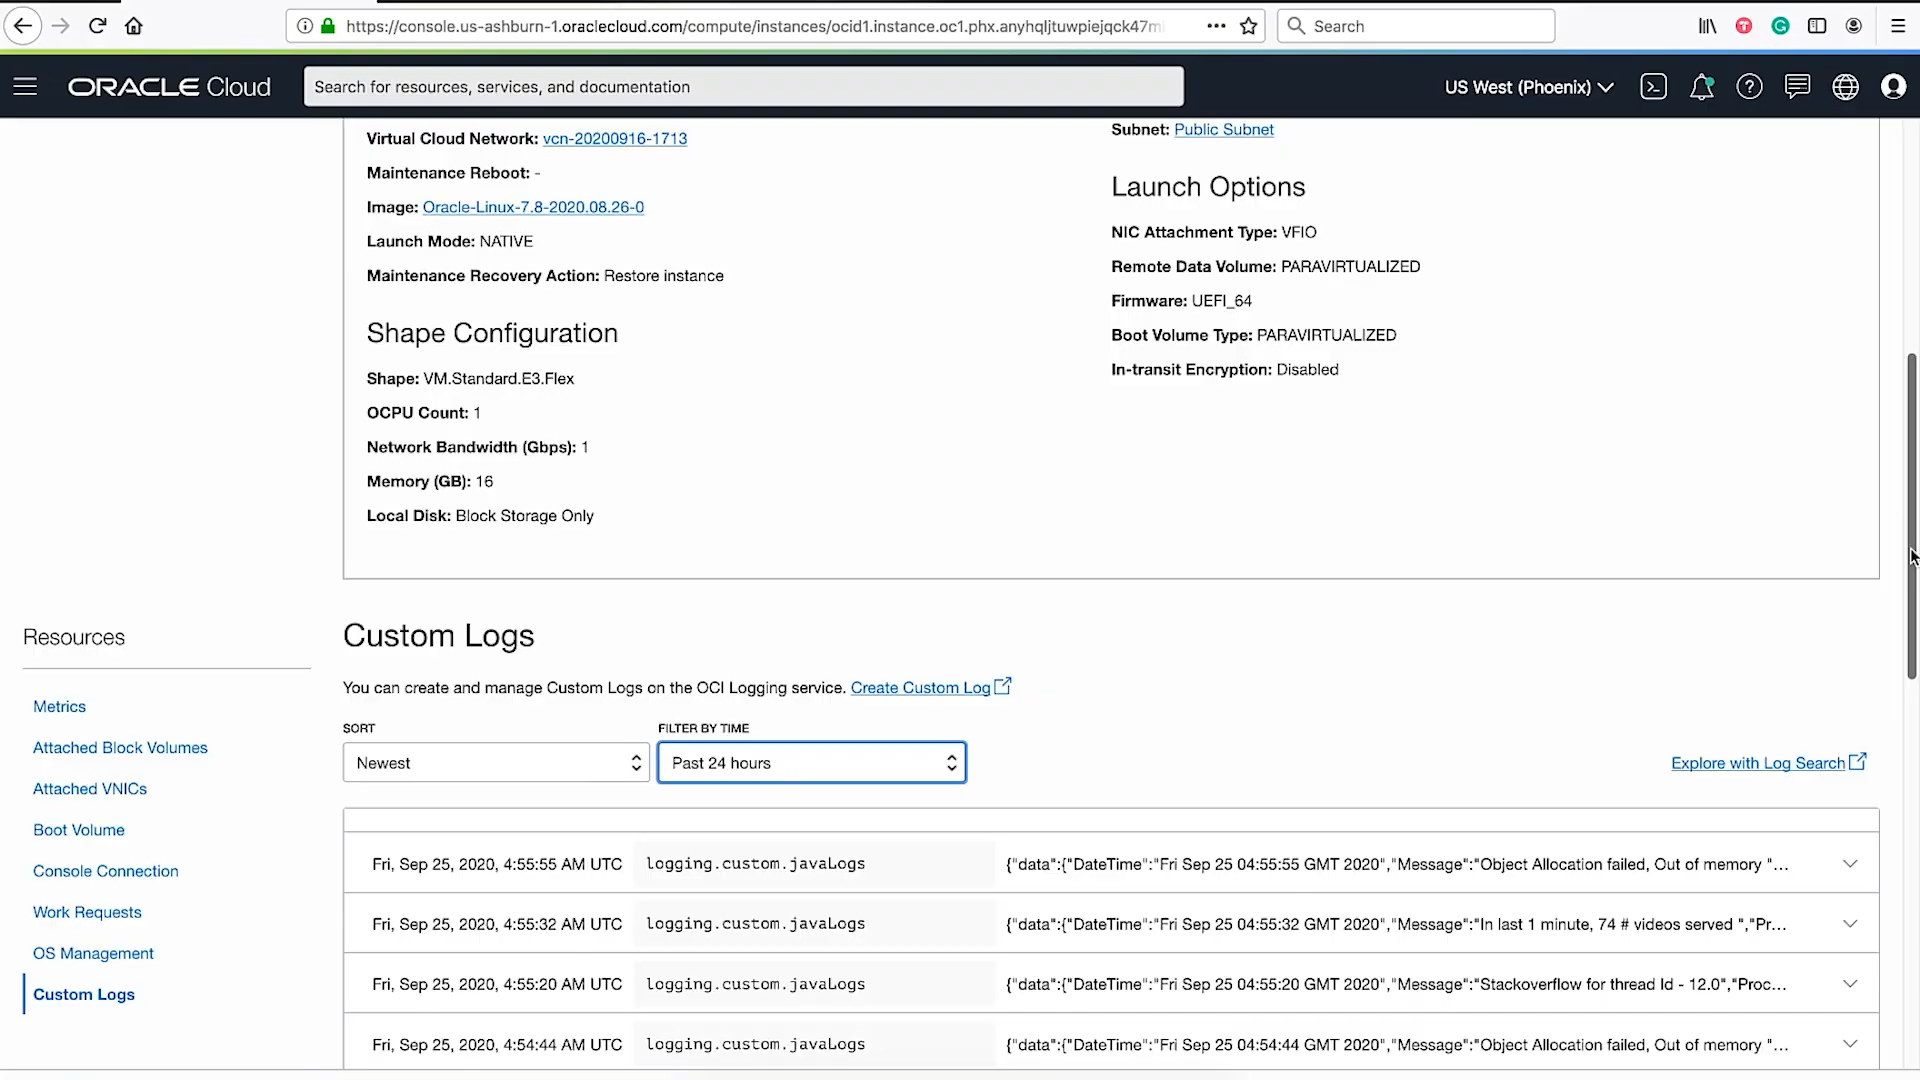 https://console.us-ashburn-1.oraclecloud.com/compute/instances/ocid1.instance.oc1.phx.anyhqljtuwpiejqck47m
Search
ORACLE Cloud
Search for resources, services, and documentation
US West (Phoenix)
Virtual Cloud Network: vcn-20200916-1713
Maintenance Reboot: -
Image: Oracle-Linux-7.8-2020.08.26-0
Launch Mode: NATIVE
Maintenance Recovery Action: Restore instance
Shape Configuration
Shape: VM.Standard.E3.Flex
OCPU Count: 1
Network Bandwidth (Gbps): 1
Memory (GB): 16
Local Disk: Block Storage Only
Subnet: Public Subnet
Launch Options
NIC Attachment Type: VFIO
Remote Data Volume: PARAVIRTUALIZED
Firmware: UEFI_64
Boot Volume Type: PARAVIRTUALIZED
In-transit Encryption: Disabled
Resources
Metrics
Attached Block Volumes
Attached VNICs
Boot Volume
Console Connection
Work Requests
OS Management
Custom Logs
Custom Logs
You can create and manage Custom Logs on the OCI Logging service. Create Custom Log
SORT
Newest
FILTER BY TIME
Past 24 hours
Explore with Log Search
Fri, Sep 25, 2020, 4:55:55 AM UTC logging.custom.javaLogs {"data":{"DateTime":"Fri Sep 25 04:55:55 GMT 2020","Message":"Object Allocation failed, Out of memory "...
Fri, Sep 25, 2020, 4:55:32 AM UTC logging.custom.javaLogs {"data":{"DateTime":"Fri Sep 25 04:55:32 GMT 2020","Message":"In last 1 minute, 74 # videos served ","Pr...
Fri, Sep 25, 2020, 4:55:20 AM UTC logging.custom.javaLogs {"data":{"DateTime":"Fri Sep 25 04:55:20 GMT 2020","Message":"Stackoverflow for thread Id - 12.0","Proc...
Fri, Sep 25, 2020, 4:54:44 AM UTC logging.custom.javaLogs {"data":{"DateTime":"Fri Sep 25 04:54:44 GMT 2020","Message":"Object Allocation failed, Out of memory "...